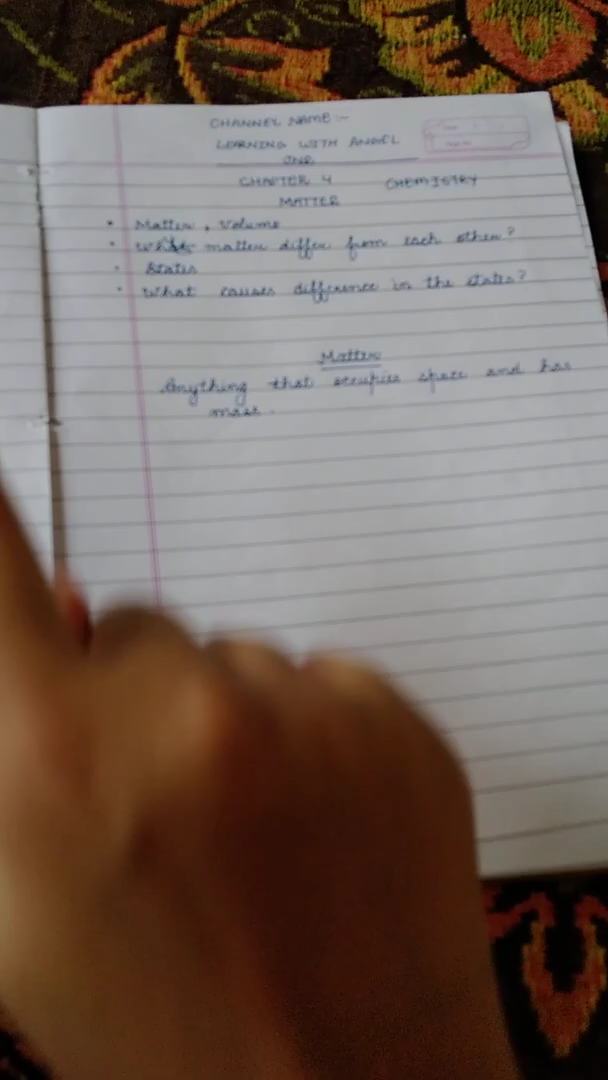 CHANNEL NAME :-
LEARNING WITH ANGEL
ONE
CHAPTER 4 CHEMISTRY
MATTER
• Matter, Volume
• matter differ from each other?
• States
• What causes difference in the states?
Matter
Anything that occupies space and has
mass.